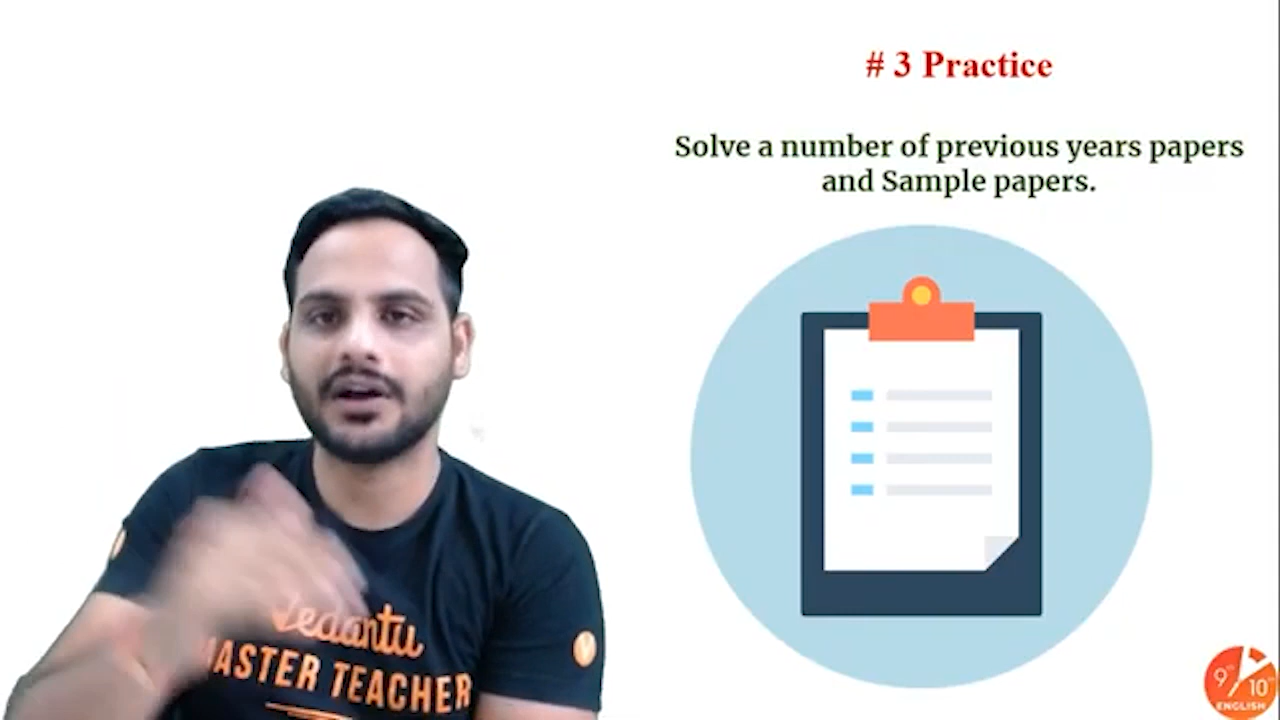 # 3 Practice
Solve a number of previous years papers
and Sample papers.
Vedantu
MASTER TEACHER
9th 10th
ENGLISH